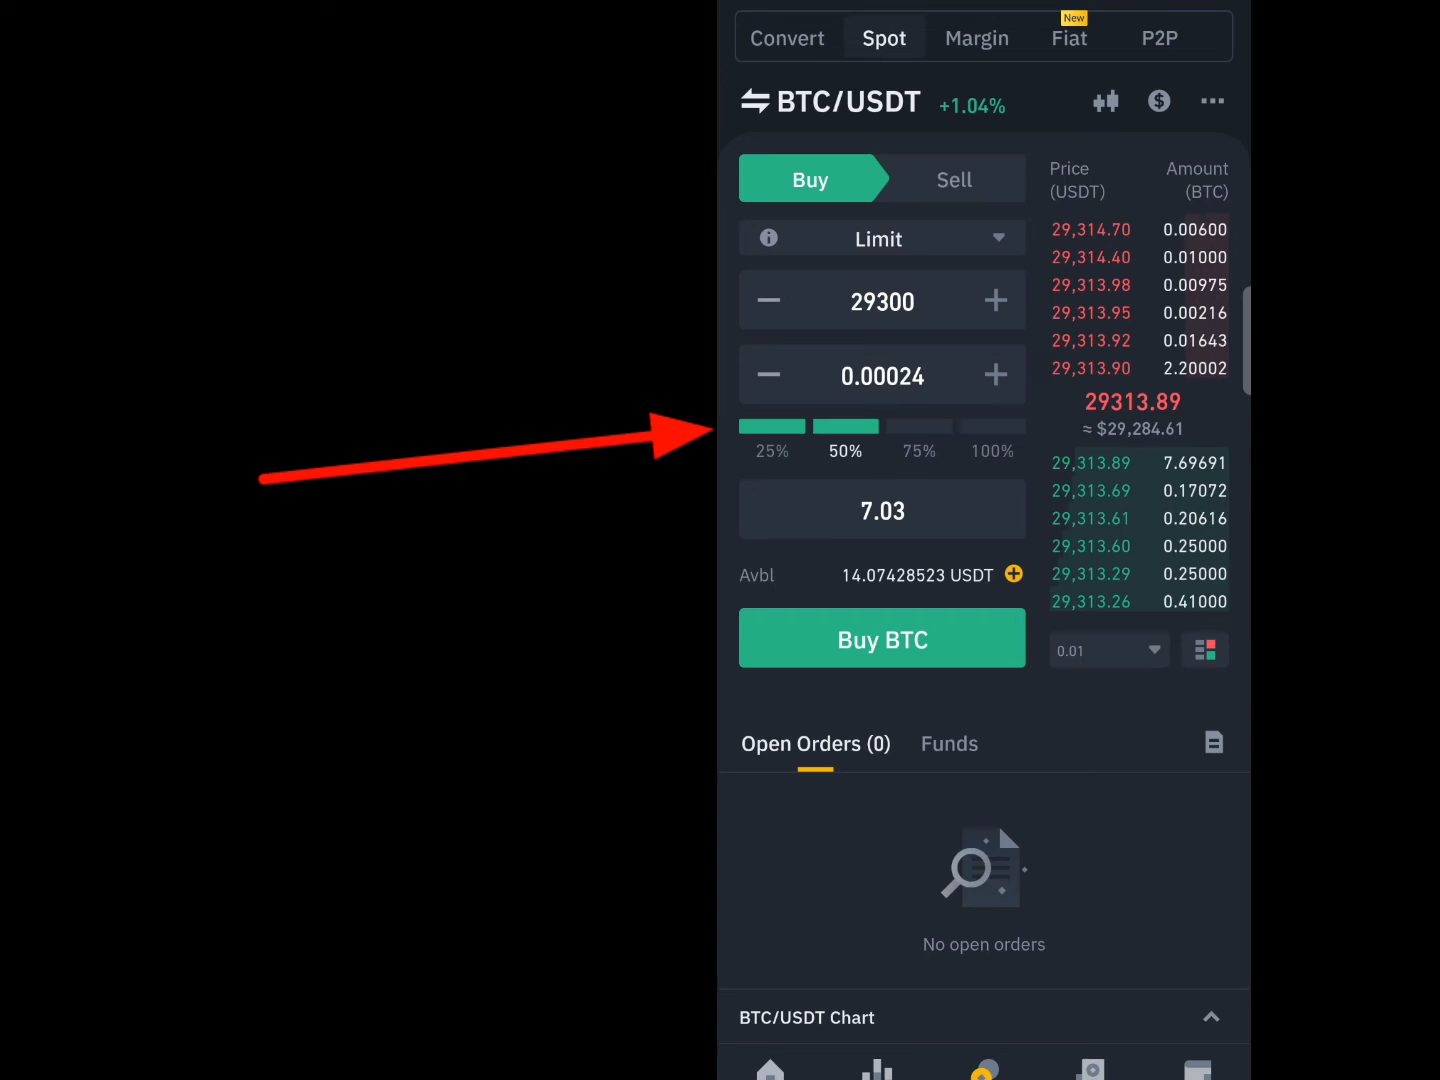 New
Convert Spot Margin Fiat P2P
BTC/USDT +1.04%
Buy Sell
Limit
29300
0.00024
25% 50% 75% 100%
7.03
Avbl 14.07428523 USDT
Buy BTC
Price Amount
(USDT) (BTC)
29,314.70 0.00600
29,314.40 0.01000
29,313.98 0.00975
29,313.95 0.00216
29,313.92 0.01643
29,313.90 2.20002
29313.89
≈ $29,284.61
29,313.89 7.69691
29,313.69 0.17072
29,313.61 0.20616
29,313.60 0.25000
29,313.29 0.25000
29,313.26 0.41000
0.01
Open Orders (0) Funds
No open orders
BTC/USDT Chart